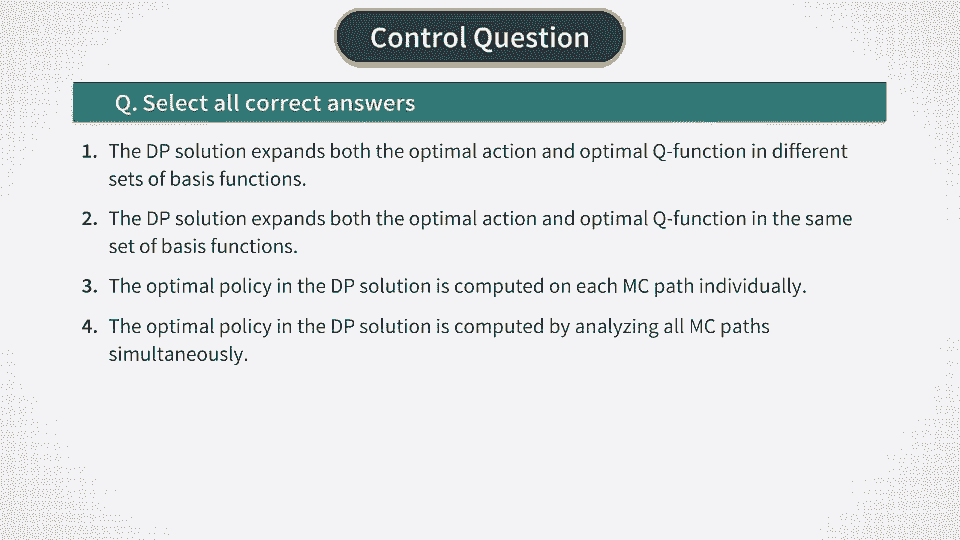 Control Question
Q. Select all correct answers
1. The DP solution expands both the optimal action and optimal Q-function in different
sets of basis functions.
2. The DP solution expands both the optimal action and optimal Q-function in the same
set of basis functions.
3. The optimal policy in the DP solution is computed on each MC path individually.
4. The optimal policy in the DP solution is computed by analyzing all MC paths
simultaneously.